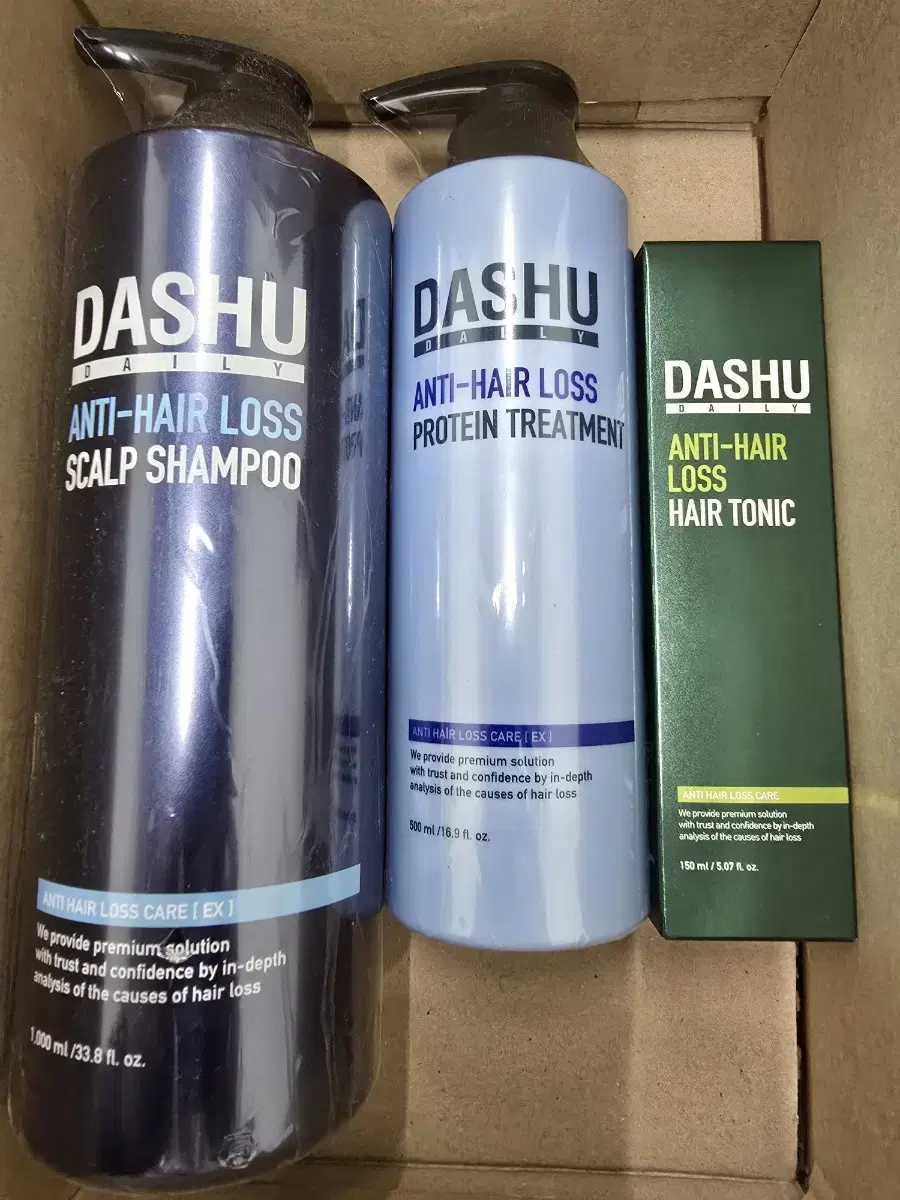 DASHU
DAILY
ANTI-HAIR LOSS
SCALP SHAMPOO
ANTI HAIR LOSS CARE [ EX ]
We provide premium solution
with trust and confidence by in-depth
analysis of the causes of hair loss
1,000 ml /33.8 fl. oz.
DASHU
DAILY
ANTI-HAIR LOSS
PROTEIN TREATMENT
ANTI HAIR LOSS CARE [ EX ]
We provide premium solution
with trust and confidence by in-depth
analysis of the causes of hair loss
500 ml /16.9 fl. oz.
DASHU
DAILY
ANTI-HAIR
LOSS
HAIR TONIC
ANTI HAIR LOSS CARE
We provide premium solution
with trust and confidence by in-depth
analysis of the causes of hair loss
150 ml / 5.07 fl. oz.